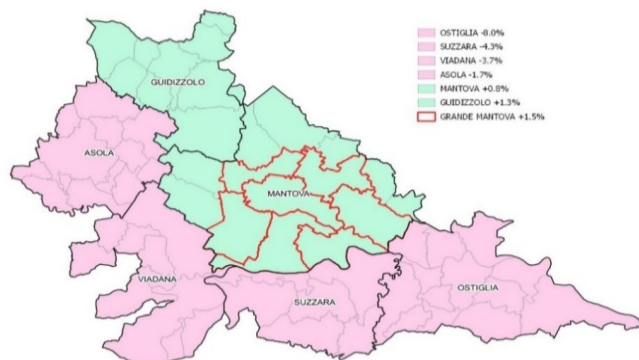 OSTIGLIA -8.0%
SUZZARA -4.3%
VIADANA -3.7%
ASOLA -1.7%
MANTOVA +0.8%
GUIDIZZOLO +1.3%
GRANDE MANTOVA +1.5%
GUIDIZZOLO
ASOLA
MANTOVA
VIADANA
SUZZARA
OSTIGLIA